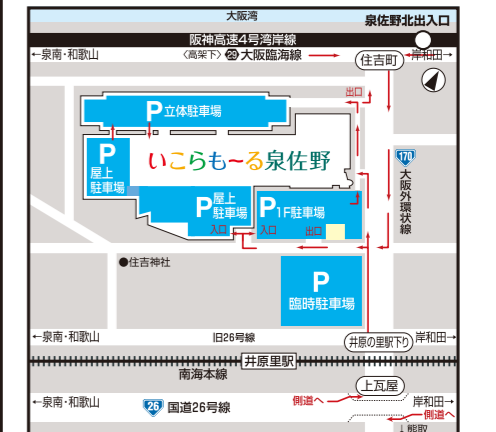 大阪湾
泉佐野北出入口
阪神高速4号湾岸線
←泉南・和歌山
〈高架下〉29大阪臨海線
住吉町
岸和田→
出口
P立体駐車場
P
屋上
駐車場
いこらも〜る泉佐野
170
大阪外環状線
P屋上
駐車場
P1F駐車場
入口
入口
出口
●住吉神社
P
臨時駐車場
←泉南・和歌山
旧26号線
井原の里駅下り
岸和田→
井原里駅
南海本線
上瓦屋
←泉南・和歌山
26
国道26号線
側道へ
岸和田→
側道へ
↓熊取